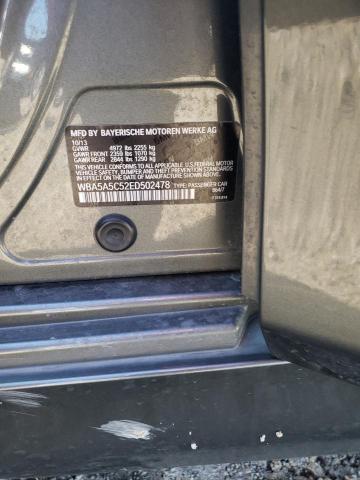 MFD BY BAYERISCHE MOTOREN WERKE AG
10/13
GVWR 4972 lbs 2255 kg
GAWR FRONT 2359 lbs 1070 kg
GAWR REAR 2844 lbs 1290 kg
THIS VEHICLE CONFORMS TO ALL APPLICABLE U.S. FEDERAL MOTOR
VEHICLE SAFETY, BUMPER AND THEFT PREVENTION STANDARDS
IN EFFECT ON THE DATE OF MANUFACTURE SHOWN ABOVE.
WBA5A5C52ED502478 TYPE: PASSENGER CAR